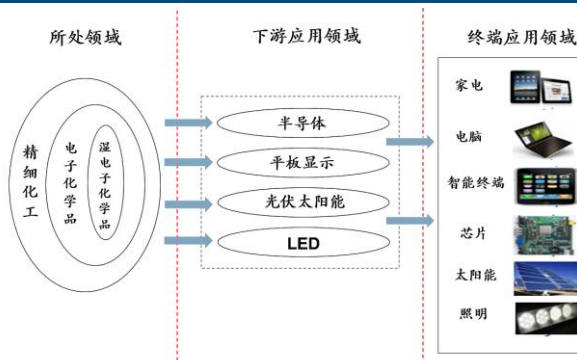 所处领域
下游应用领域
终端应用领域
精细化工
电子化学品
湿电子化学品
半导体
平板显示
光伏太阳能
LED
家电
电脑
智能终端
芯片
太阳能
照明